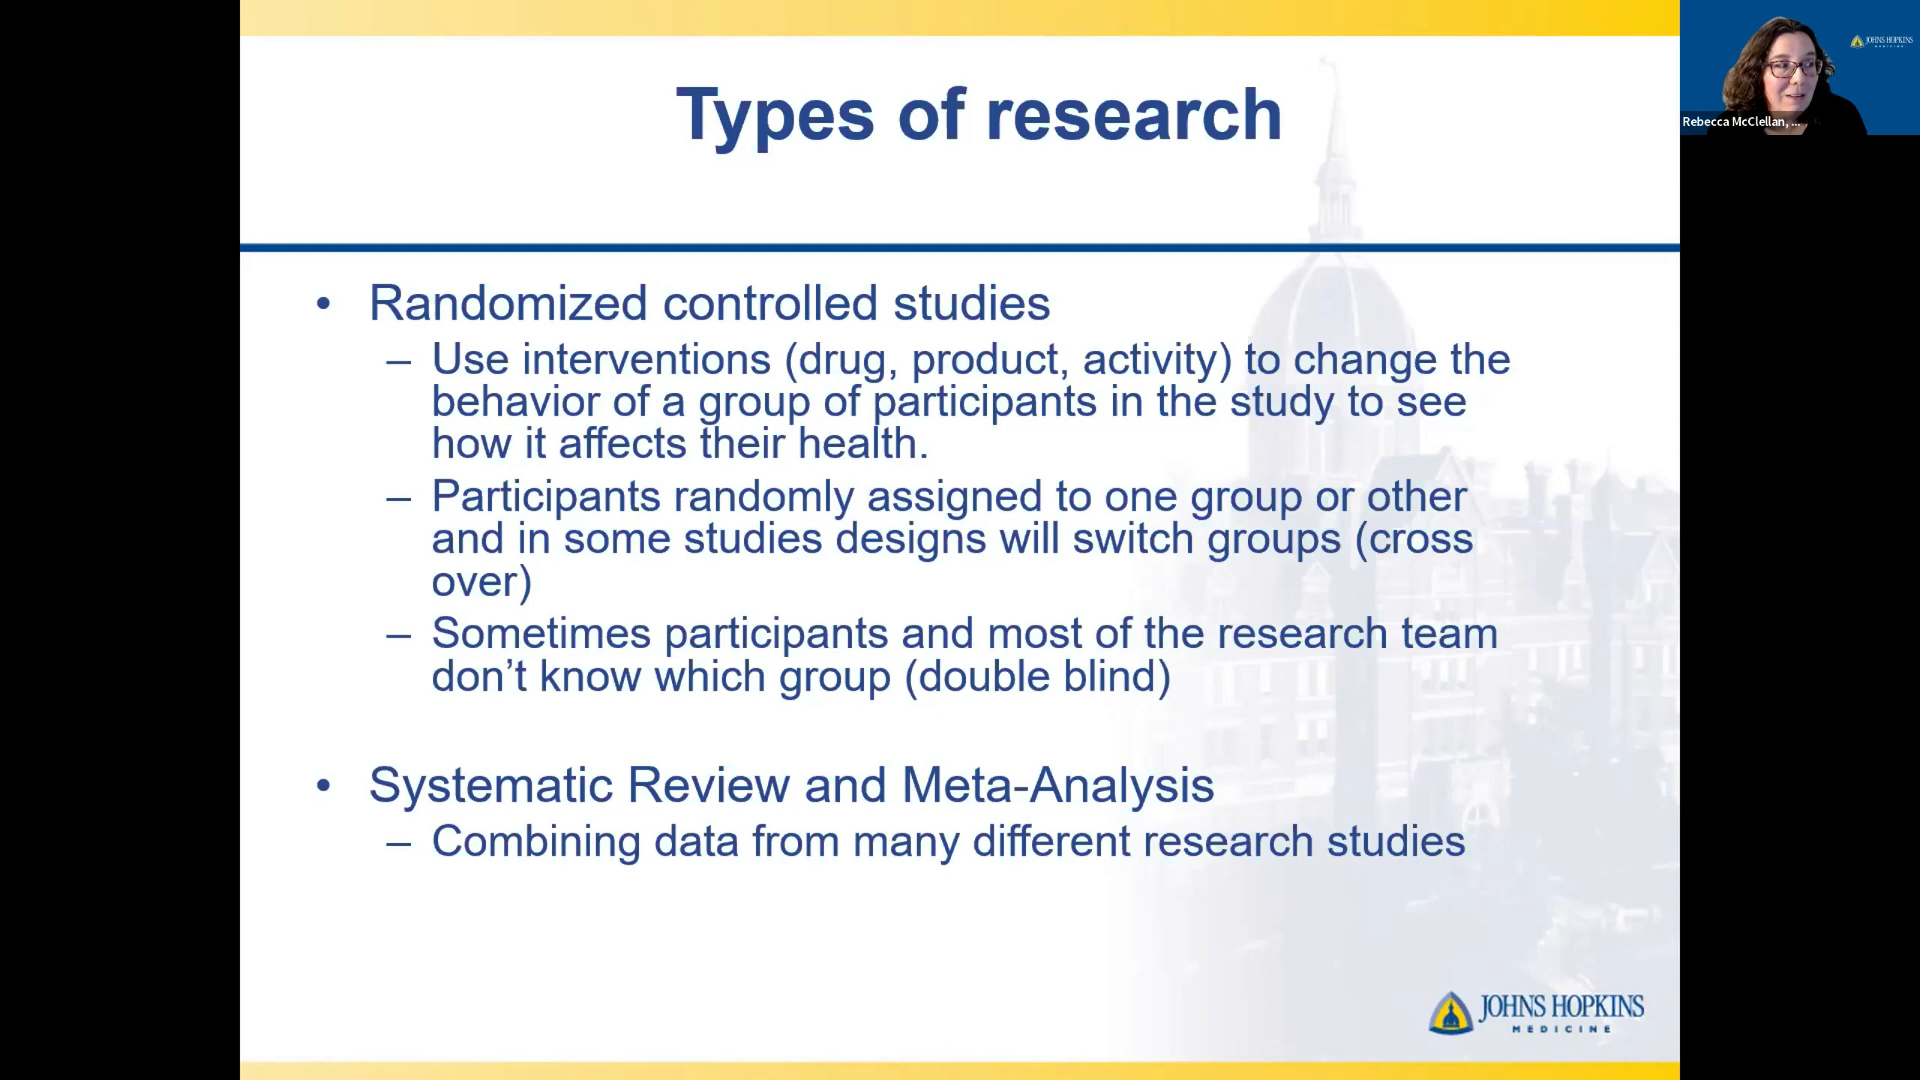 Types of research
JOHNS HOPKINS
MEDICINE
Rebecca McClellan, ...
• Randomized controlled studies
– Use interventions (drug, product, activity) to change the
behavior of a group of participants in the study to see
how it affects their health.
– Participants randomly assigned to one group or other
and in some studies designs will switch groups (cross
over)
– Sometimes participants and most of the research team
don’t know which group (double blind)
• Systematic Review and Meta-Analysis
– Combining data from many different research studies
JOHNS HOPKINS
MEDICINE